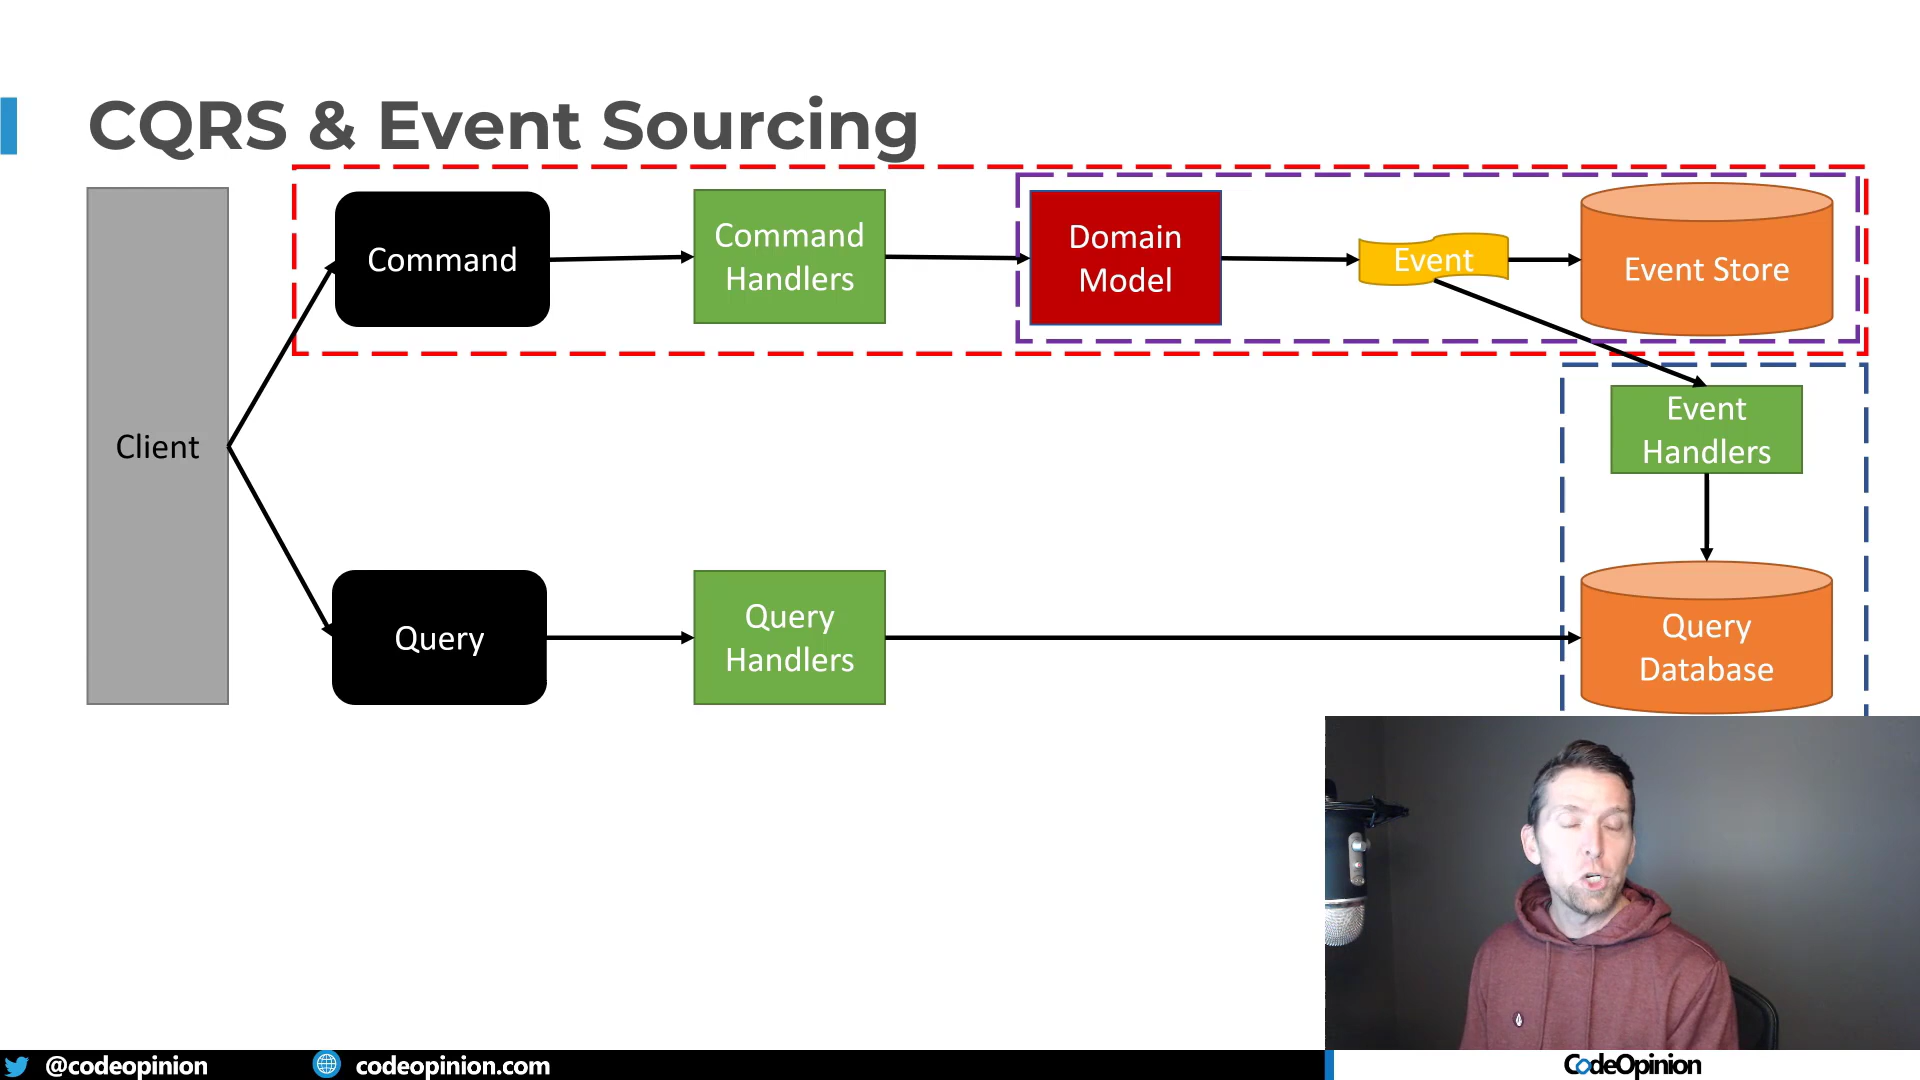 CQRS & Event Sourcing
Client
Command
Command
Handlers
Domain
Model
Event
Event Store
Event
Handlers
Query
Query
Handlers
Query
Database
@codeopinion
codeopinion.com
CodeOpinion